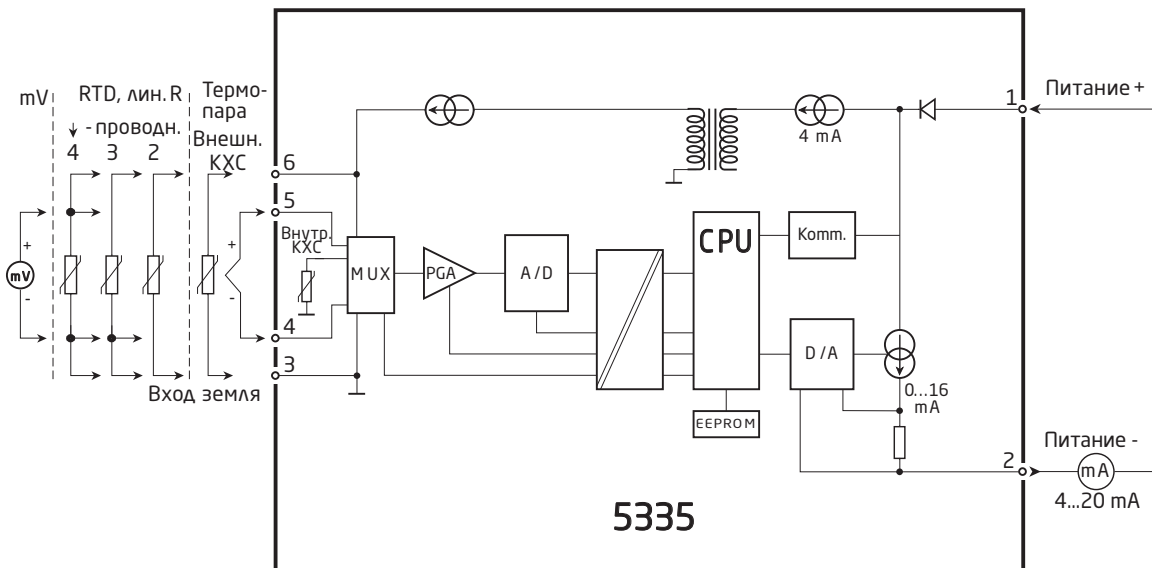 mV
RTD, лин. R
↓ - проводн.
4 3 2
Термо-
пара
Внешн.
КХС
6
5
4
3
+
-
mV
+
-
Вход земля
Внутр.
КХС
MUX
PGA
A/D
CPU
EEPROM
Komm.
D/A
4 mA
0...16
mA
1
Питание +
2
Питание -
mA
4...20 mA
5335